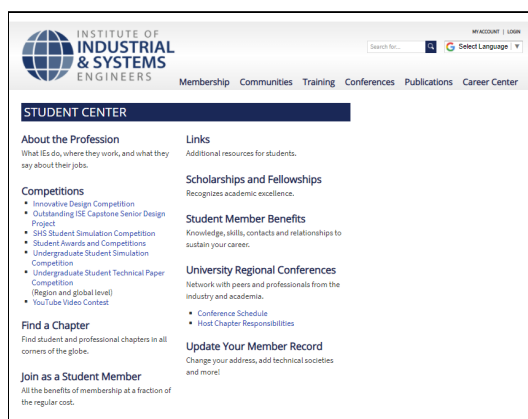 INSTITUTE OF
INDUSTRIAL
& SYSTEMS
ENGINEERS
MY ACCOUNT | LOGIN
Search for...
G Select Language | ▼
Membership Communities Training Conferences Publications Career Center
STUDENT CENTER
About the Profession
What IEs do, where they work, and what they
say about their jobs.
Competitions
Innovative Design Competition
Outstanding ISE Capstone Senior Design
Project
SHS Student Simulation Competition
Student Awards and Competitions
Undergraduate Student Simulation
Competition
Undergraduate Student Technical Paper
Competition
(Region and global level)
YouTube Video Contest
Find a Chapter
Find student and professional chapters in all
corners of the globe.
Join as a Student Member
All the benefits of membership at a fraction of
the regular cost.
Links
Additional resources for students.
Scholarships and Fellowships
Recognizes academic excellence.
Student Member Benefits
Knowledge, skills, contacts and relationships to
sustain your career.
University Regional Conferences
Network with peers and professionals from the
industry and academia.
Conference Schedule
Host Chapter Responsibilities
Update Your Member Record
Change your address, add technical societies
and more!